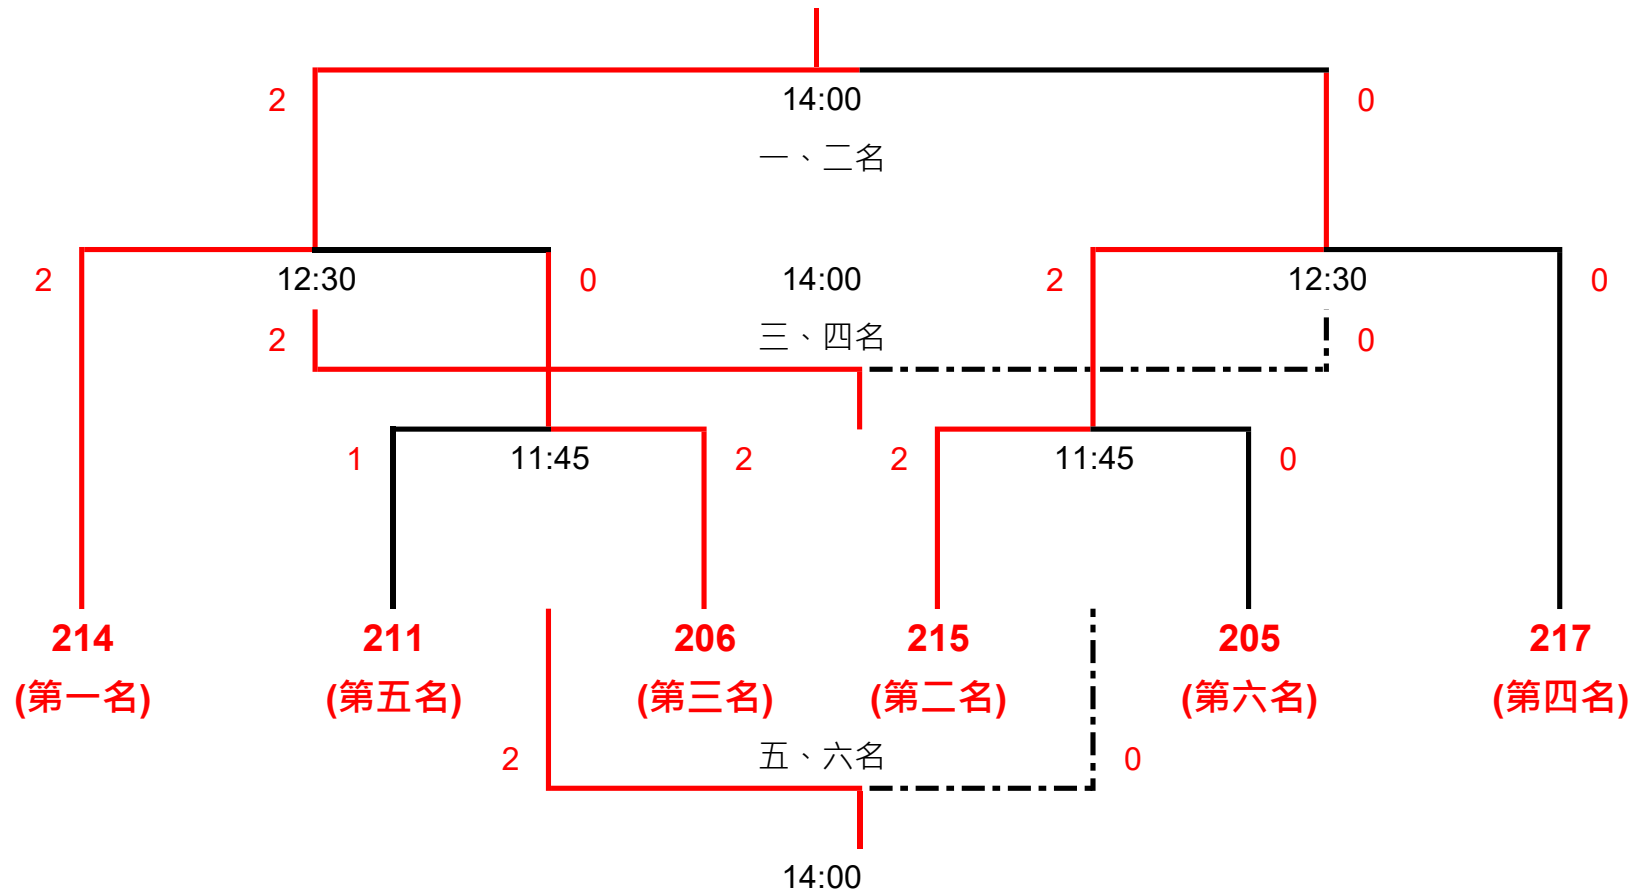 2 14:00 0
一、二名
2 12:30 0 14:00 2 12:30 0
2 三、四名 0
1 11:45 2 2 11:45 0
214 211 206 215 205 217
(第一名) (第五名) (第三名) (第二名) (第六名) (第四名)
2 五、六名 0
14:00